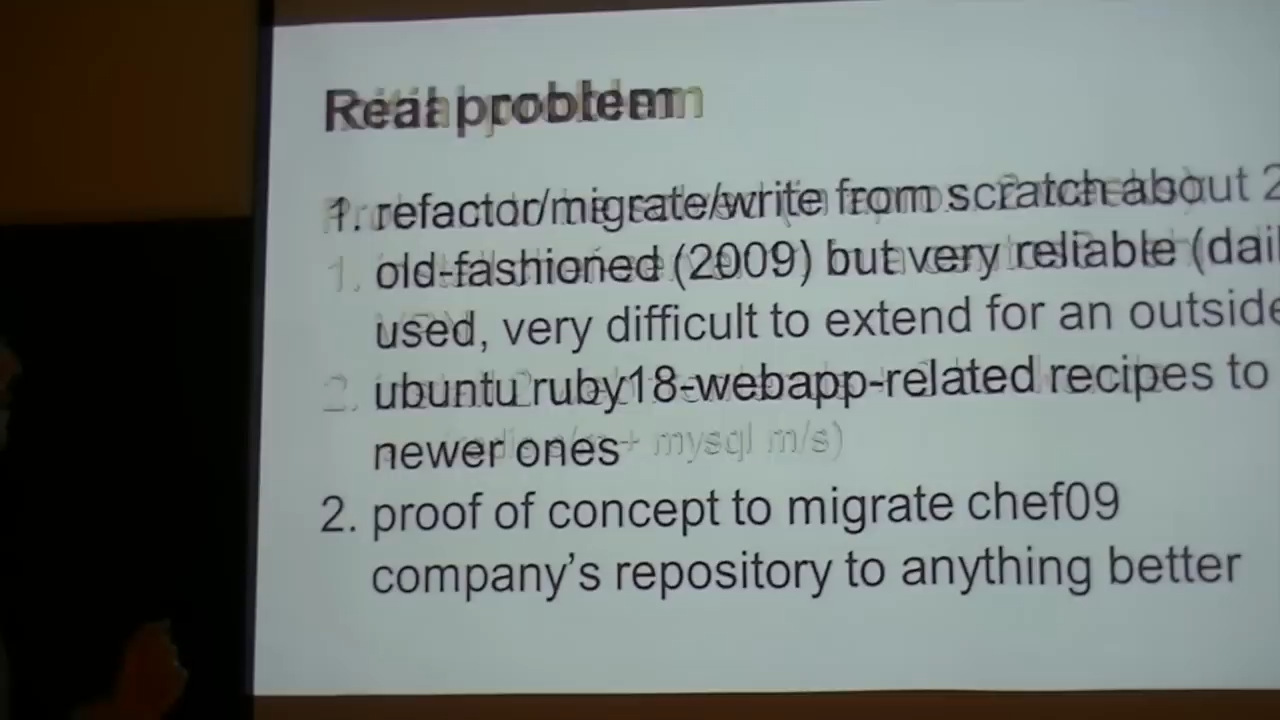 Real problem
1. refactor/migrate/write from scratch about 2
old-fashioned (2009) but very reliable (dail
used, very difficult to extend for an outside
ubuntu ruby18-webapp-related recipes to
newer ones + mysql m/s)
2. proof of concept to migrate chef09
company's repository to anything better